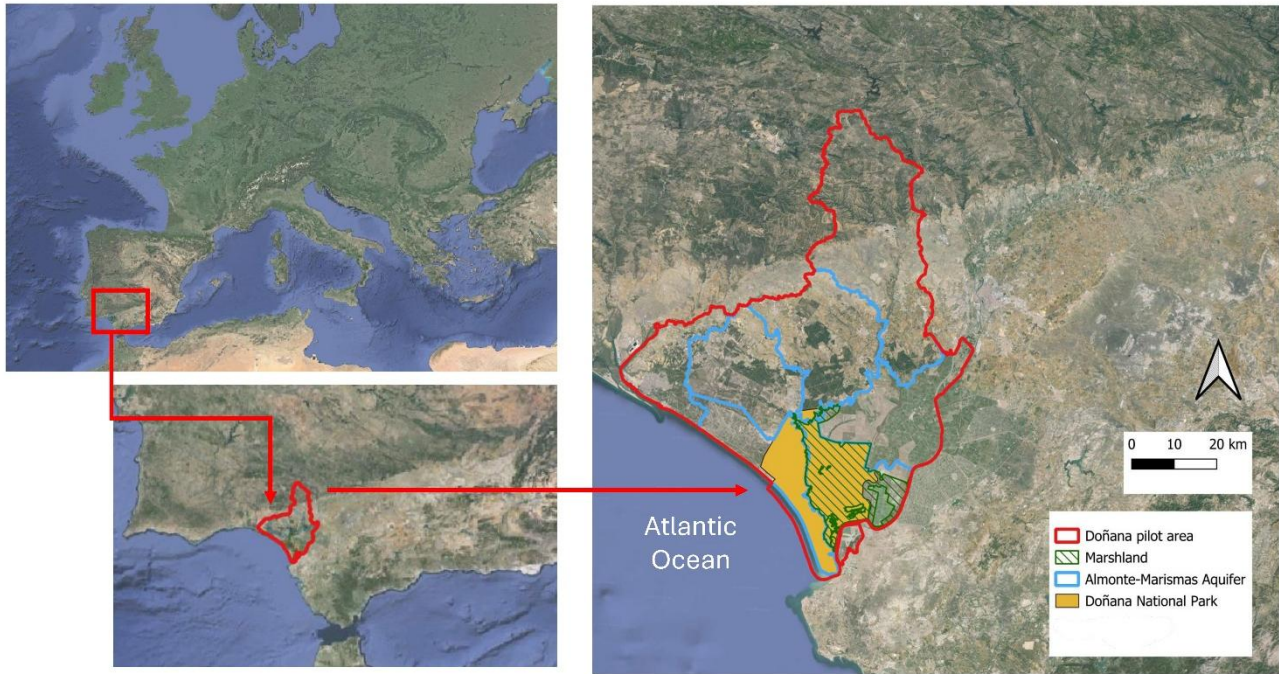 Atlantic
Ocean
0 10 20 km
Doñana pilot area
Marshland
Almonte-Marismas Aquifer
Doñana National Park